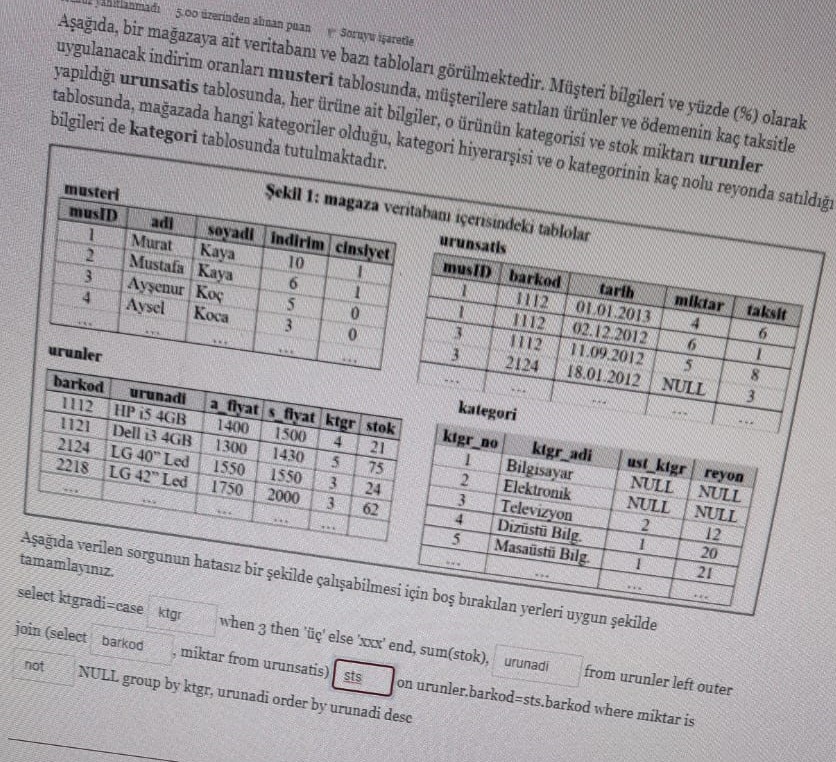 yanıtlanmadı 5.00 üzerinden alınan puan Soruyu işaretle
Aşağıda, bir mağazaya ait veritabanı ve bazı tabloları görülmektedir. Müşteri bilgileri ve yüzde (%) olarak
uygulanacak indirim oranları musteri tablosunda, müşterilere satılan ürünler ve ödemenin kaç taksitle
yapıldığı urunsatis tablosunda, her ürüne ait bilgiler, o ürünün kategorisi ve stok miktarı urunler
tablosunda, mağazada hangi kategoriler olduğu, kategori hiyerarşisi ve o kategorinin kaç nolu reyonda satıldığı
bilgileri de kategori tablosunda tutulmaktadır.
Şekil 1: magaza veritabanı içerisindeki tablolar
musteri
musID adi soyadi indirim cinsiyet
1 Murat Kaya 10 1
2 Mustafa Kaya 6 1
3 Ayşenur Koç 5 0
4 Aysel Koca 3 0
... ... ... ... ...
urunsatis
musID barkod tarih miktar taksit
1 1112 01.01.2013 4 6
1 1112 02.12.2012 6 1
3 1112 11.09.2012 5 8
3 2124 18.01.2012 NULL 3
... ... ... ... ...
urunler
barkod urunadi a_fiyat s_fiyat ktgr stok
1112 HP i5 4GB 1400 1500 4 21
1121 Dell i3 4GB 1300 1430 5 75
2124 LG 40" Led 1550 1550 3 24
2218 LG 42" Led 1750 2000 3 62
... ... ... ... ...
kategori
ktgr_no ktgr_adi ust_ktgr reyon
1 Bilgisayar NULL NULL
2 Elektronik NULL NULL
3 Televizyon 2 12
4 Dizüstü Bilg. 1 20
5 Masaüstü Bilg. 1 21
... ... ... ...
Aşağıda verilen sorgunun hatasız bir şekilde çalışabilmesi için boş bırakılan yerleri uygun şekilde
tamamlayınız.
select ktgradi=case ktgr when 3 then 'üç' else 'xxx' end, sum(stok), urunadi from urunler left outer
join (select barkod , miktar from urunsatis) sts on urunler.barkod=sts.barkod where miktar is
not NULL group by ktgr, urunadi order by urunadi desc